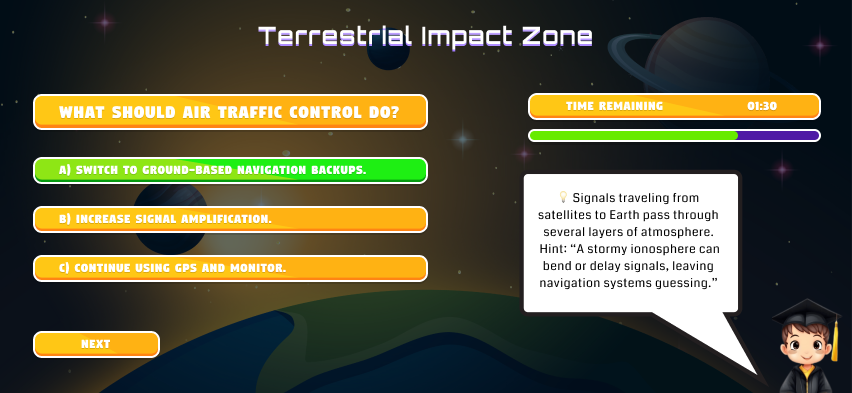 Terrestrial Impact Zone
WHAT SHOULD AIR TRAFFIC CONTROL DO?
A) SWITCH TO GROUND-BASED NAVIGATION BACKUPS.
B) INCREASE SIGNAL AMPLIFICATION.
C) CONTINUE USING GPS AND MONITOR.
NEXT
TIME REMAINING 01:30
💡 Signals traveling from
satellites to Earth pass through
several layers of atmosphere.
Hint: “A stormy ionosphere can
bend or delay signals, leaving
navigation systems guessing.”